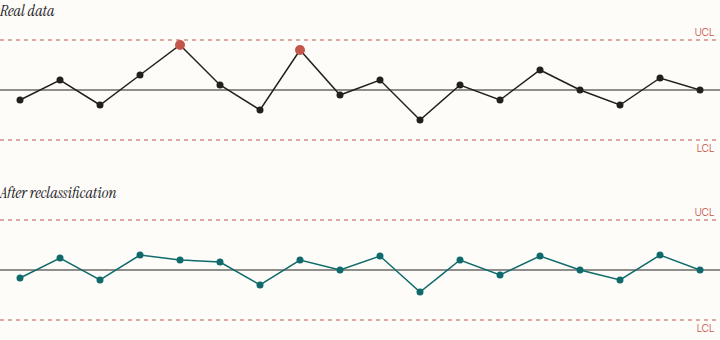 Real data
UCL
LCL
After reclassification
UCL
LCL